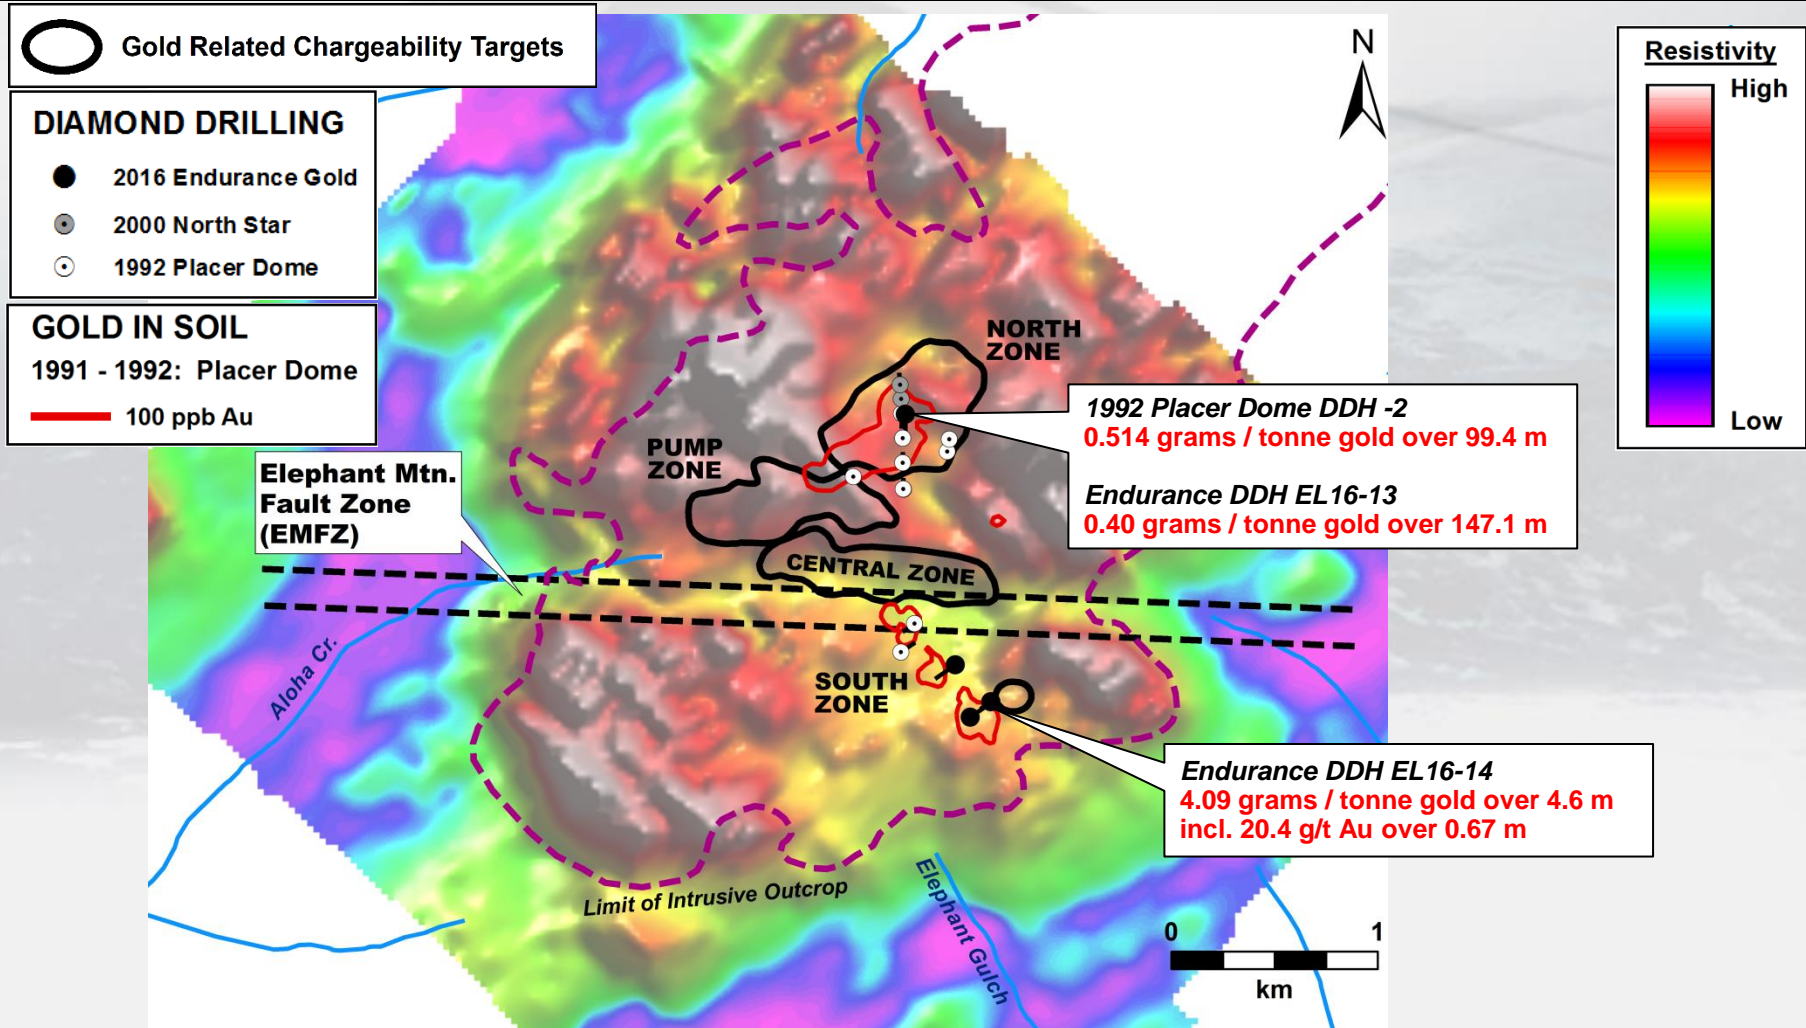 Gold Related Chargeability Targets
DIAMOND DRILLING
2016 Endurance Gold
2000 North Star
1992 Placer Dome
GOLD IN SOIL
1991 - 1992:  Placer Dome
100 ppb Au
N
Resistivity
High
Low
NORTH
ZONE
1992 Placer Dome DDH -2
0.514 grams / tonne gold over 99.4 m
Endurance DDH EL16-13
0.40 grams / tonne gold over 147.1 m
PUMP
ZONE
Elephant Mtn.
Fault Zone
(EMFZ)
CENTRAL ZONE
Aloha Cr.
SOUTH
ZONE
Endurance DDH EL16-14
4.09 grams / tonne gold over 4.6 m
incl. 20.4 g/t Au over 0.67 m
Limit of Intrusive Outcrop
Elephant Gulch
0 1
km